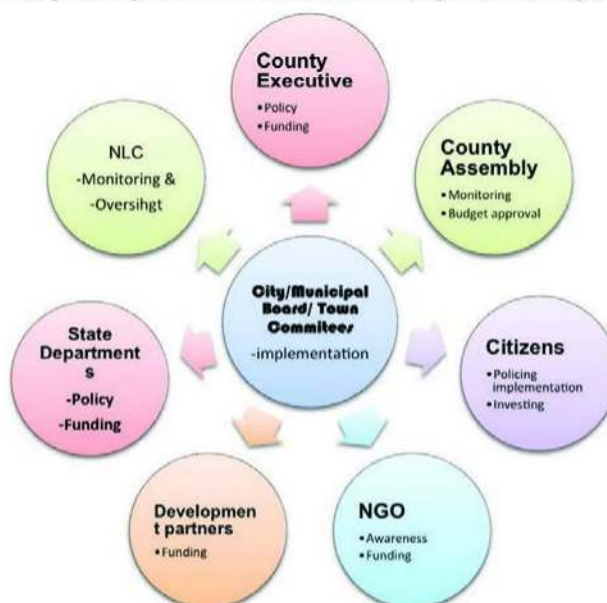 County
Executive
•Policy
•Funding
NLC
-Monitoring &
-Oversihgt
County
Assembly
•Monitoring
•Budget approval
City/Municipal
Board/ Town
Commitees
-implementation
State
Department
s
-Policy
-Funding
Citizens
•Policing
implementation
•Investing
Developmen
t partners
•Funding
NGO
•Awareness
•Funding